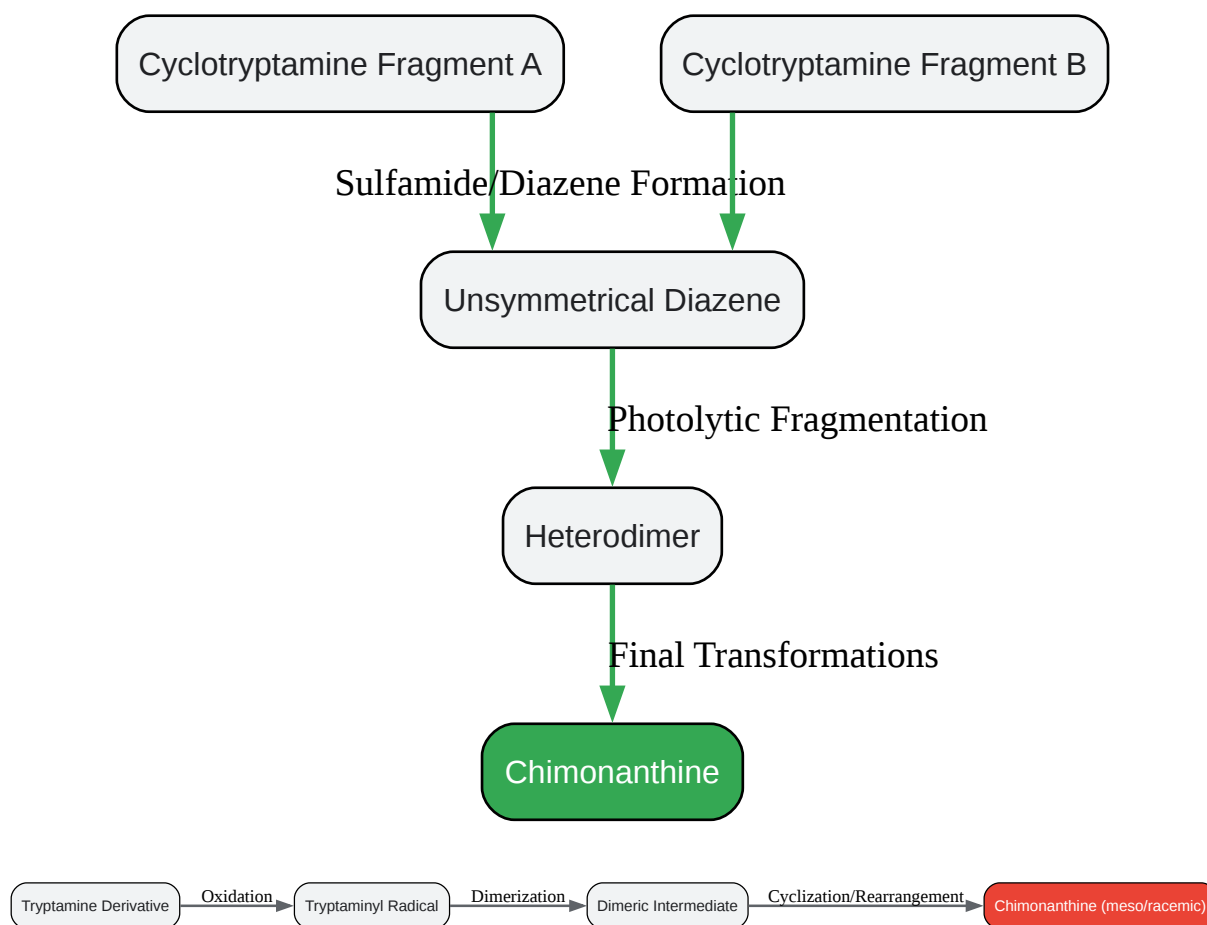 Cyclotryptamine Fragment A
Cyclotryptamine Fragment B
Sulfamide/Diazene Formation
Unsymmetrical Diazene
Photolytic Fragmentation
Heterodimer
Final Transformations
Chimonanthine
Tryptamine Derivative
Oxidation
Tryptaminyl Radical
Dimerization
Dimeric Intermediate
Cyclization/Rearrangement
Chimonanthine (meso/racemic)